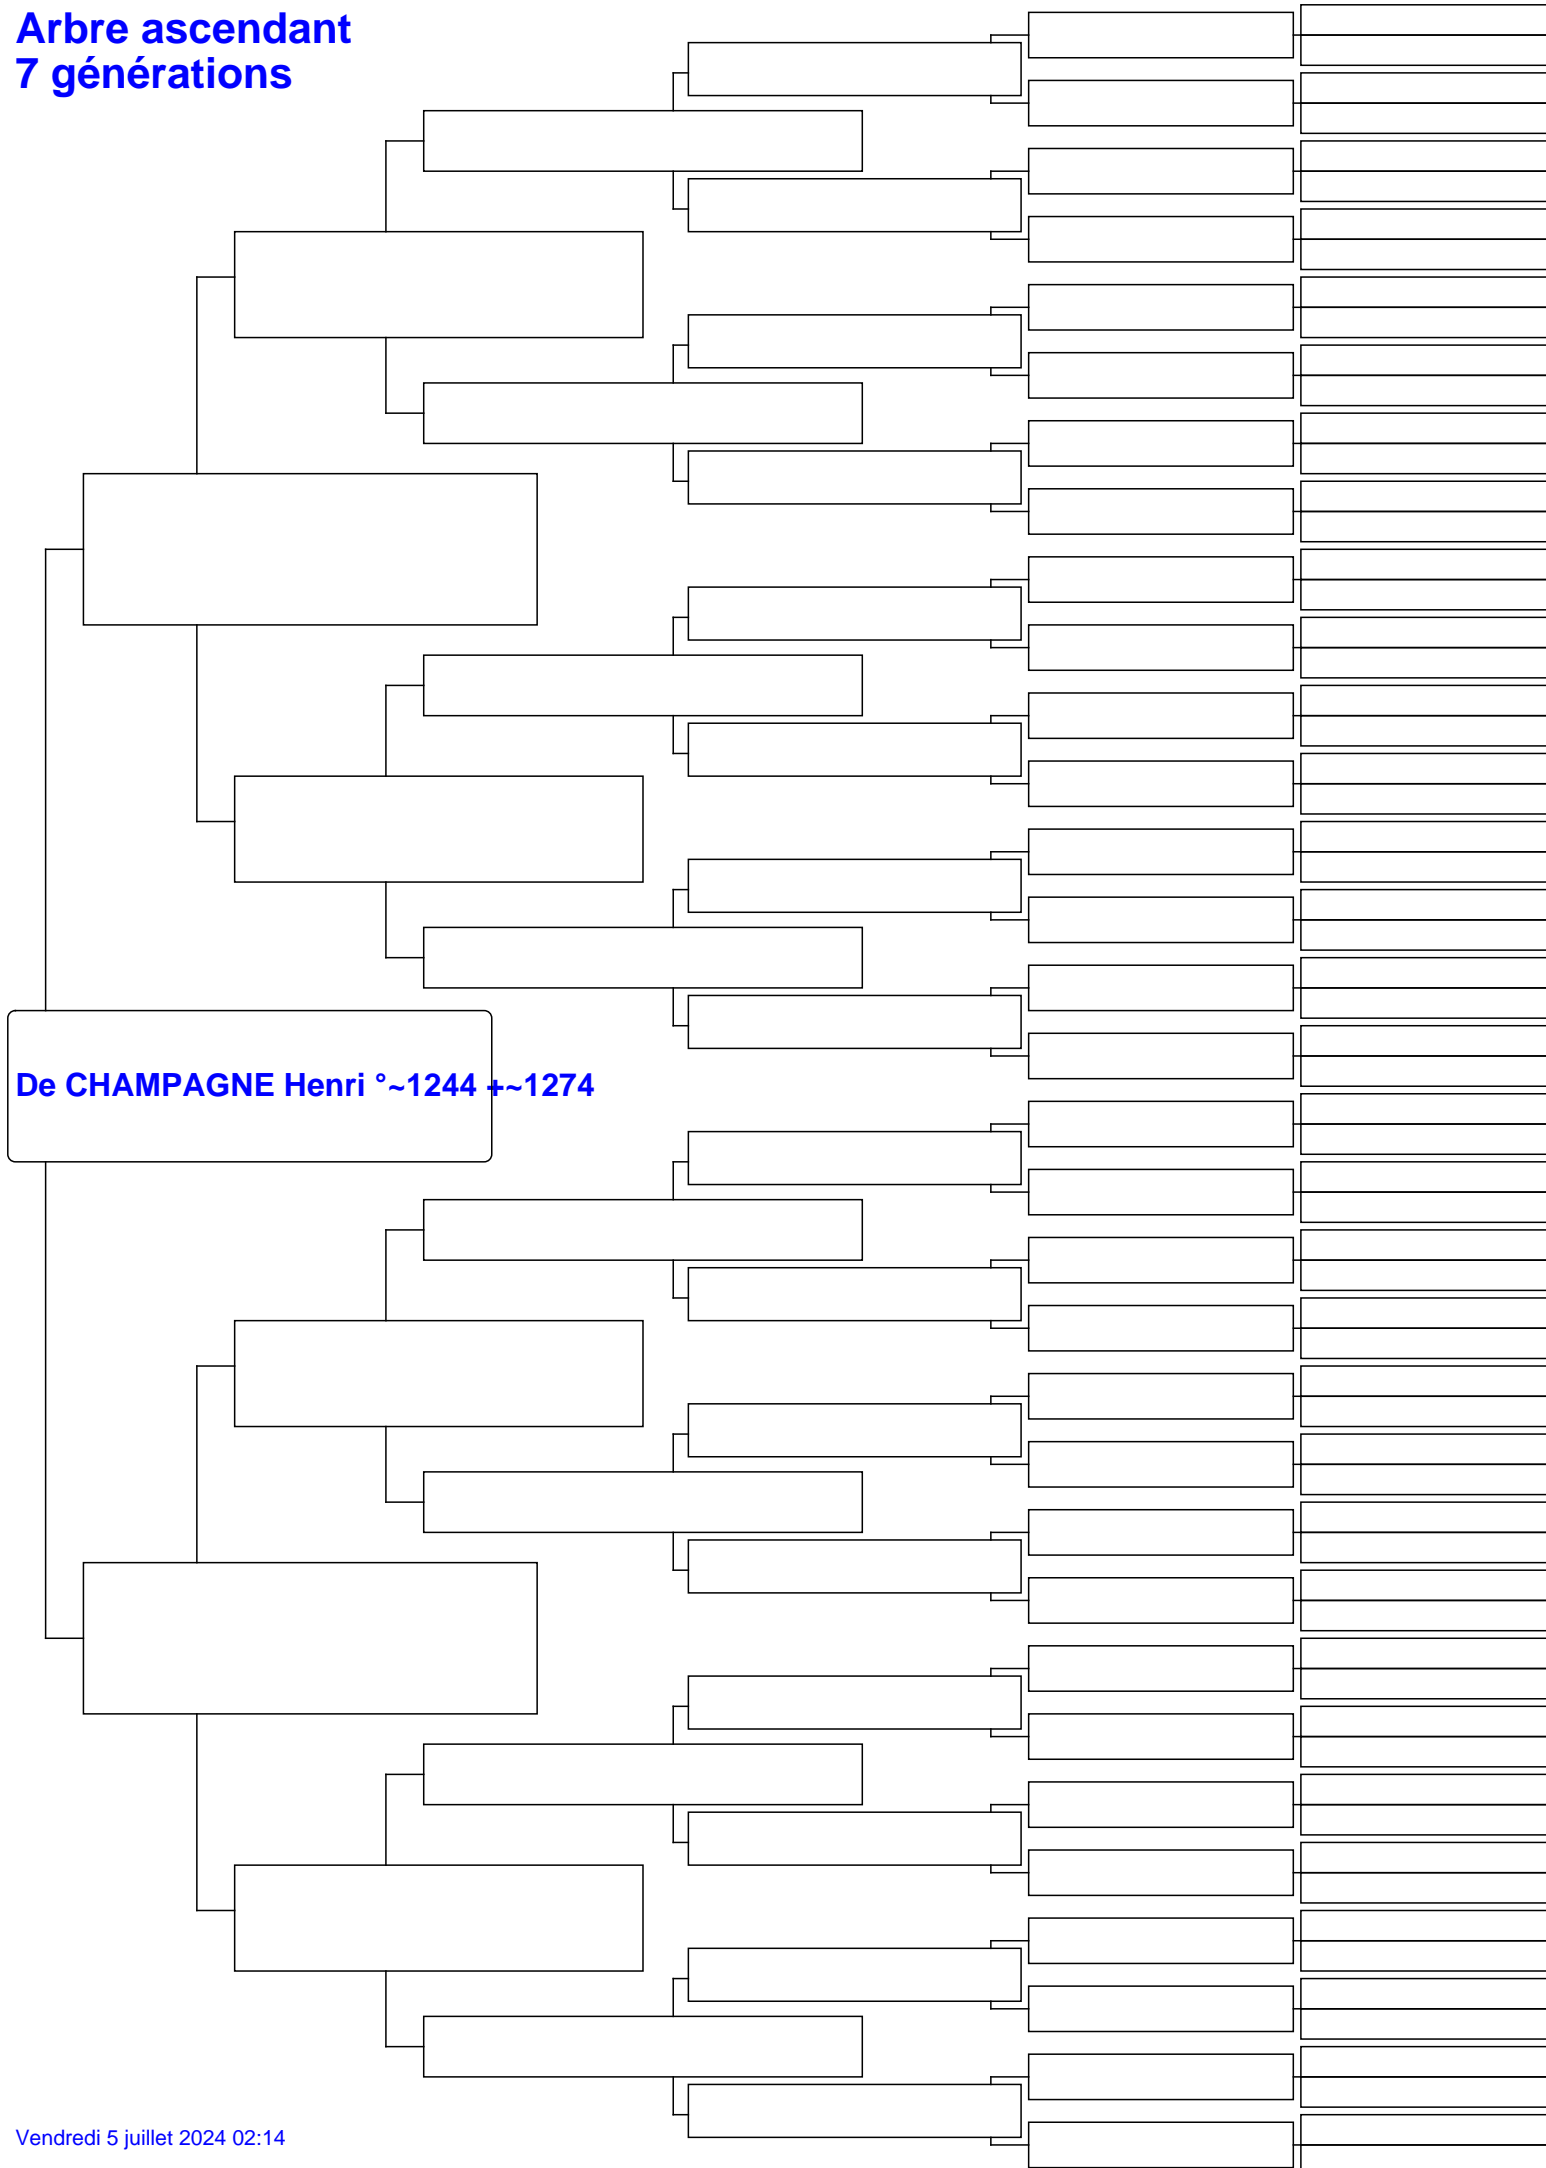 Arbre ascendant
7 générations
De CHAMPAGNE Henri °~1244 +~1274
Vendredi 5 juillet 2024 02:14